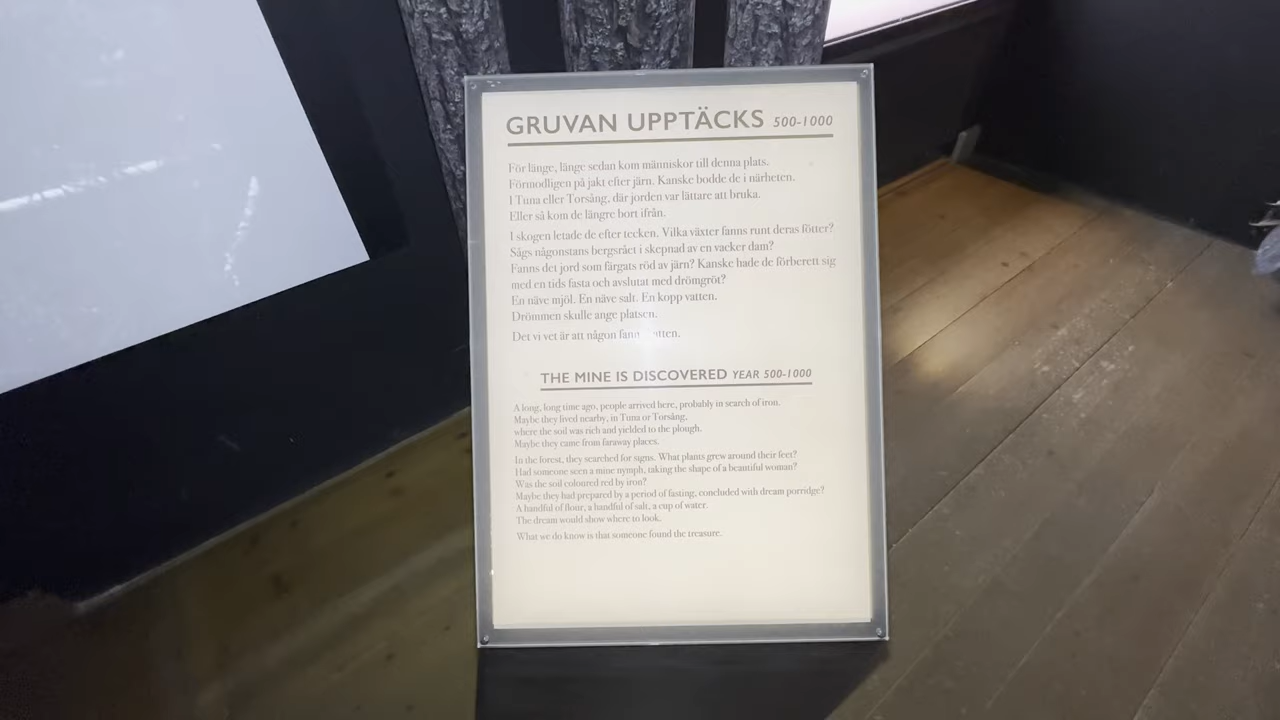 GRUVAN UPPTÄCKS 500-1000
För länge, länge sedan kom människor till denna plats.
Förmodligen på jakt efter järn. Kanske bodde de i närheten.
I Tuna eller Torsång, där jorden var lättare att bruka.
Eller så kom de längre bort ifrån.
I skogen letade de efter tecken. Vilka växter fanns runt deras fötter?
Sågs någonstans bergsrået i skepnad av en vacker dam?
Fanns det jord som färgats röd av järn? Kanske hade de förberett sig
med en tids fasta och avslutat med drömgröt?
En näve mjöl. En näve salt. En kopp vatten.
Drömmen skulle ange platsen.
Det vi vet är att någon
THE MINE IS DISCOVERED YEAR 500-1000
A long, long time ago, people arrived here, probably in search of iron.
Maybe they lived nearby, in Tuna or Torsång,
where the soil was rich and yielded to the plough.
Maybe they came from faraway places.
In the forest, they searched for signs. What plants grew around their feet?
Had someone seen a mine nymph, taking the shape of a beautiful woman?
Was the soil coloured red by iron?
Maybe they had prepared by a period of fasting, concluded with dream porridge?
A handful of flour, a handful of salt, a cup of water.
The dream would show where to look.
What we do know is that someone found the treasure.